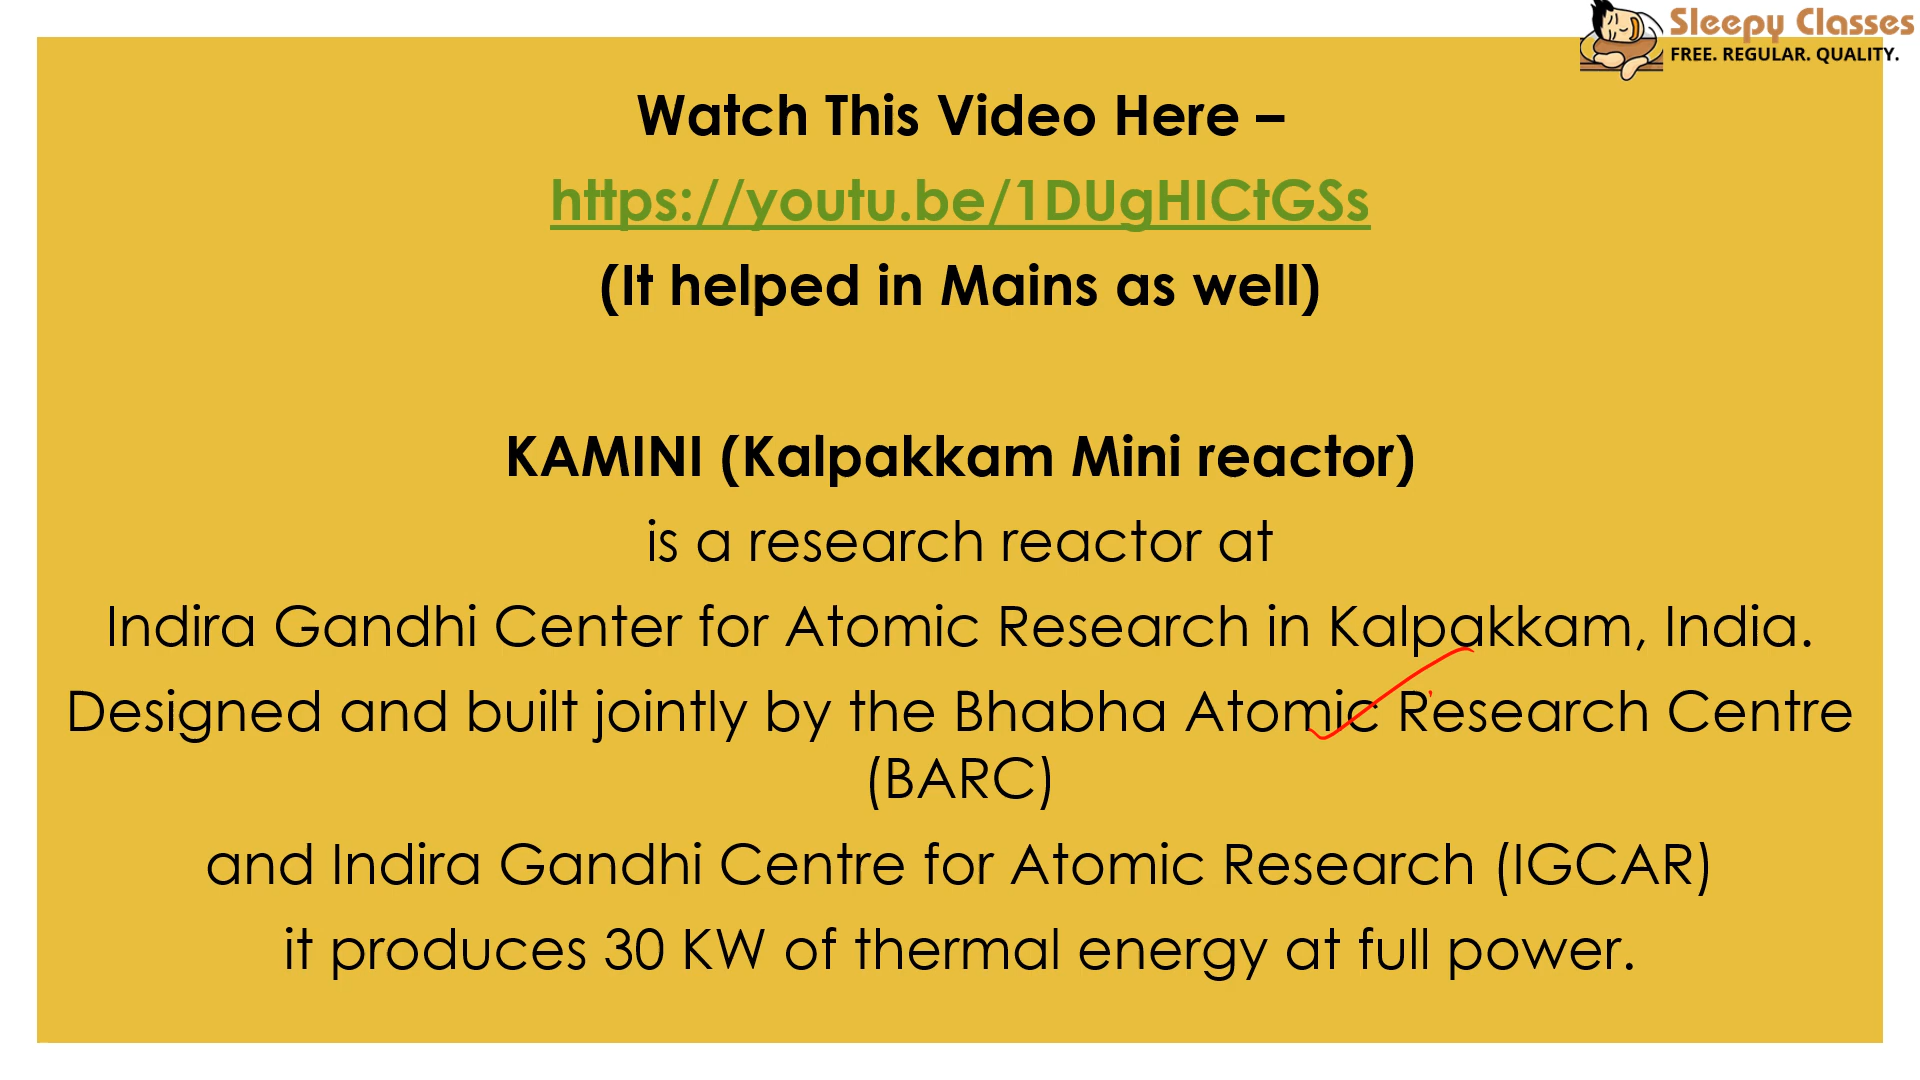 Sleepy Classes
FREE. REGULAR. QUALITY.
Watch This Video Here –
https://youtu.be/1DUgHICtGSs
(It helped in Mains as well)
KAMINI (Kalpakkam Mini reactor)
is a research reactor at
Indira Gandhi Center for Atomic Research in Kalpakkam, India.
Designed and built jointly by the Bhabha Atomic Research Centre
(BARC)
and Indira Gandhi Centre for Atomic Research (IGCAR)
it produces 30 KW of thermal energy at full power.